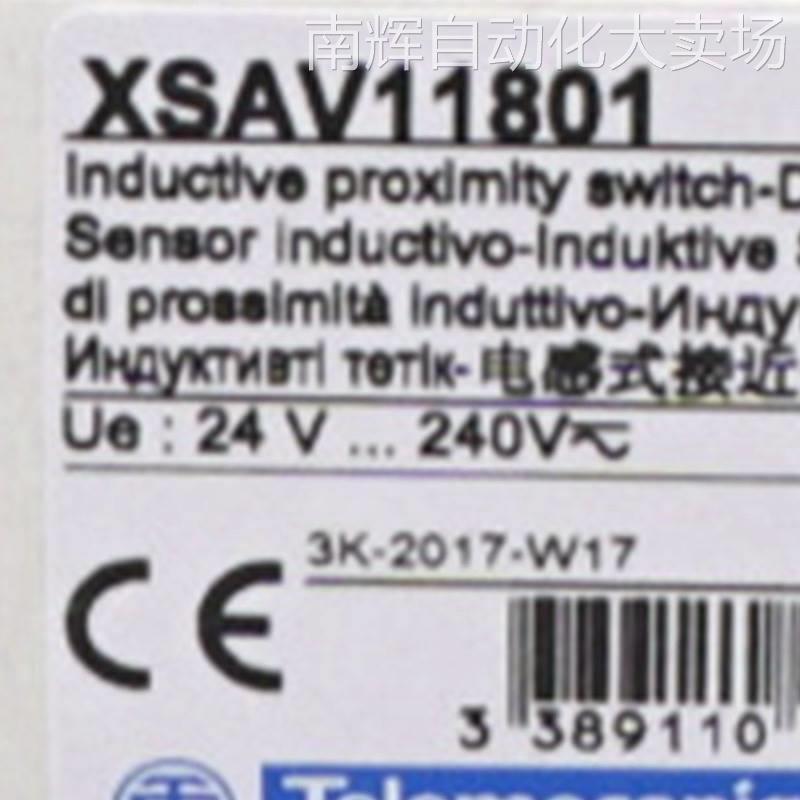 南辉自动化大卖场
XSAV11801
Inductive proximity switch-D
Sensor inductivo-Induktive
di prossimità induttivo-Инду
Индуктивті тетік- 电感式接近
Ue : 24 V ... 240V
3K-2017-W17
CE
3 389110
Telemecanique